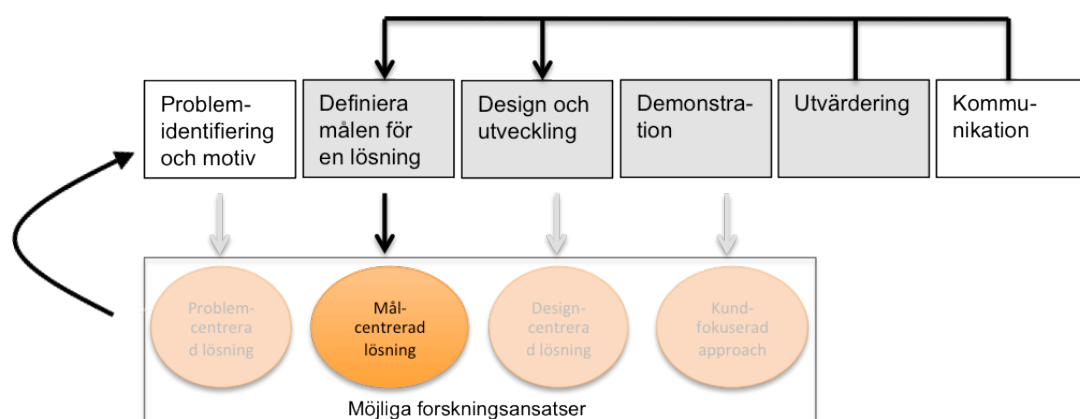 Problem-
identifiering
och motiv
Definiera
målen för
en lösning
Design och
utveckling
Demonstra-
tion
Utvärdering
Kommu-
nikation
Problem-
centrera
d lösning
Mål-
centrerad
lösning
Design-
centrera
d lösning
Kund-
fokuserad
approach
Möjliga forskningsansatser